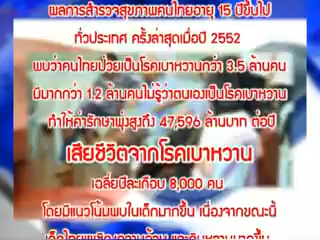 ผลการสำรวจสุขภาพคนไทยอายุ 15 ปีขึ้นไป
ทั่วประเทศ ครั้งล่าสุดเมื่อปี 2552
พบว่าคนไทยป่วยเป็นโรคเบาหวานกว่า 3.5 ล้านคน
มีมากกว่า 1.2 ล้านคนไม่รู้ว่าตนเองเป็นโรคเบาหวาน
ทำให้ค่ารักษาพุ่งสูงถึง 47,596 ล้านบาท ต่อปี
เสียชีวิตจากโรคเบาหวาน
เฉลี่ยปีละเกือบ 8,000 คน
โดยมีแนวโน้มพบในเด็กมากขึ้น เนื่องจากขณะนี้